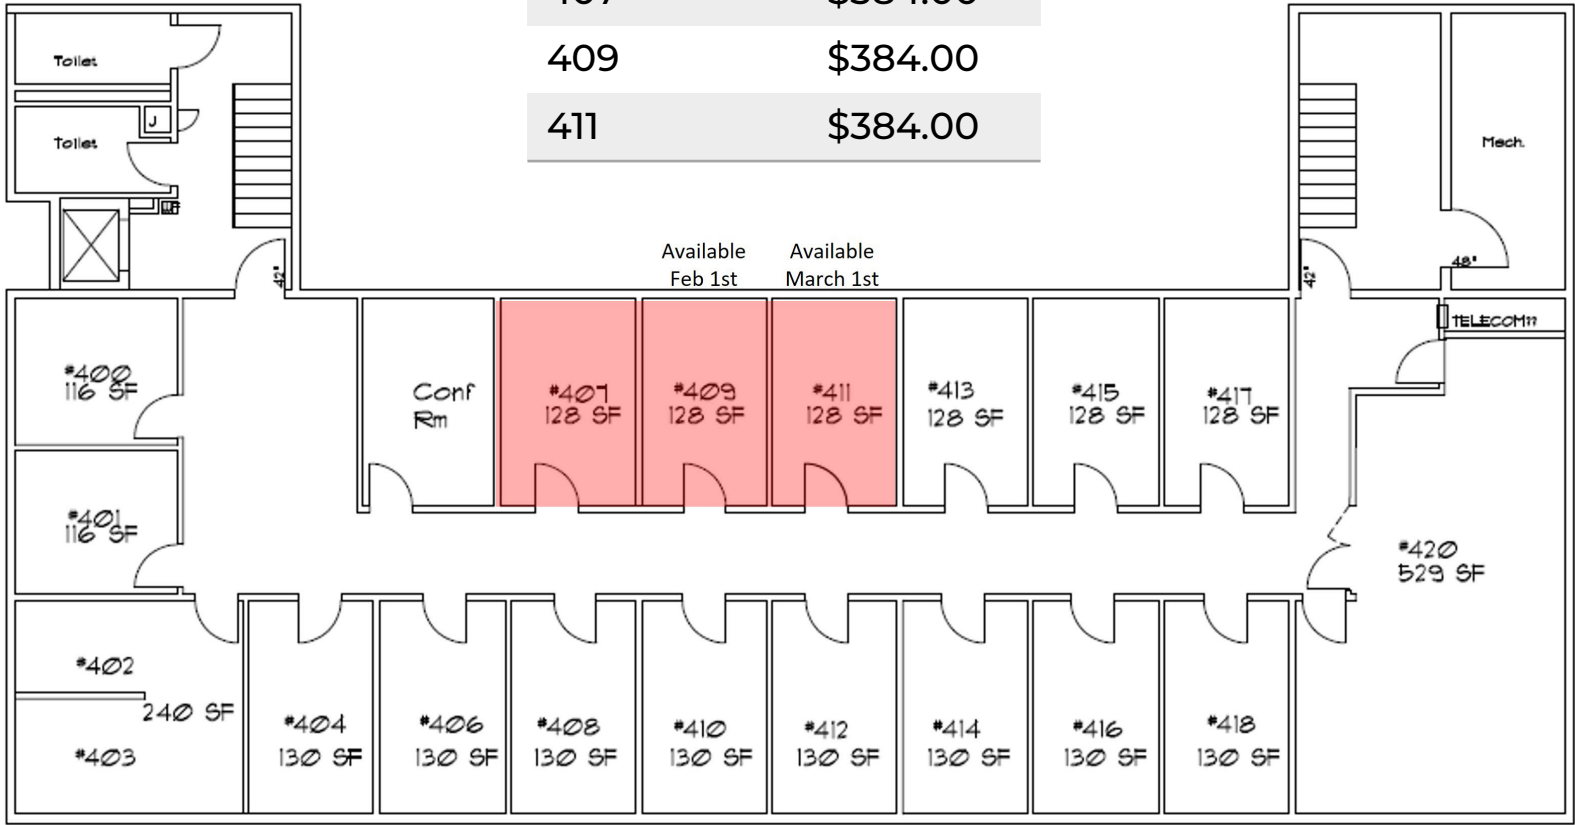 407 $384.00
409 $384.00
411 $384.00
Toilet
J
Toilet
Mech.
Available
Feb 1st
Available
March 1st
42"
42"
48"
TELECOM??
#400
116 SF
Conf
Rm
#407
128 SF
#409
128 SF
#411
128 SF
#413
128 SF
#415
128 SF
#417
128 SF
#401
116 SF
#420
529 SF
#402
240 SF
#403
#404
130 SF
#406
130 SF
#408
130 SF
#410
130 SF
#412
130 SF
#414
130 SF
#416
130 SF
#418
130 SF